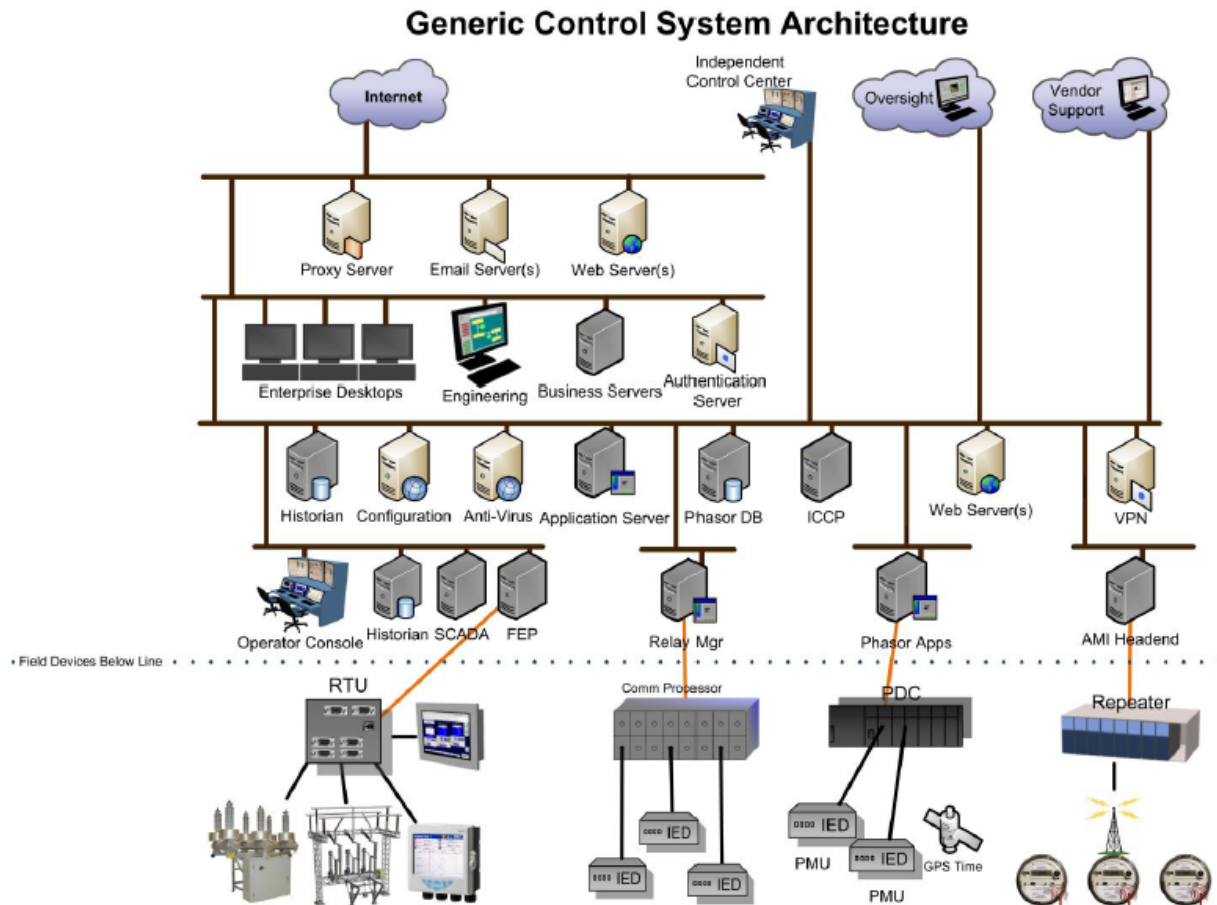 Generic Control System Architecture
Internet
Independent
Control Center
Oversight
Vendor
Support
Proxy Server
Email Server(s)
Web Server(s)
Enterprise Desktops
Engineering
Business Servers
Authentication
Server
Historian
Configuration
Anti-Virus
Application Server
Phasor DB
ICCP
Web Server(s)
VPN
Operator Console
Historian
SCADA
FEP
Relay Mgr
Phasor Apps
AMI Headend
Field Devices Below Line
RTU
Comm Processor
PDC
Repeater
IED
IED
IED
IED
PMU
IED
PMU
GPS Time